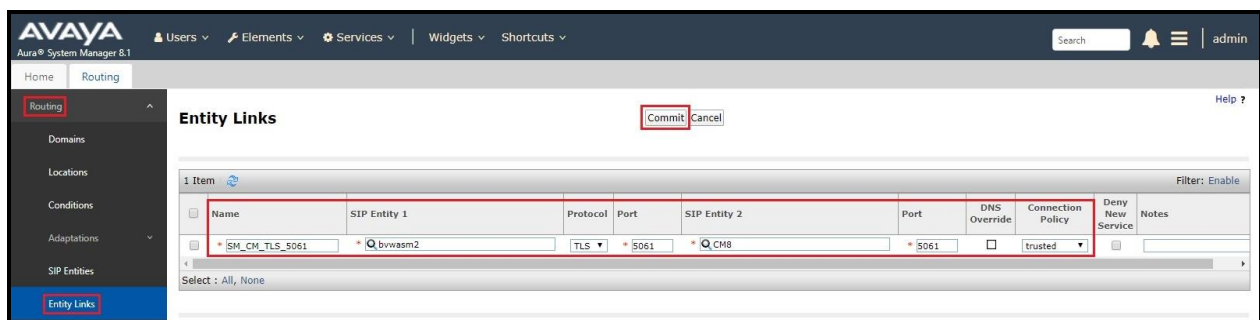 AVAYA
Aura® System Manager 8.1
Users Elements Services | Widgets Shortcuts
Search
admin
Home Routing
Routing
Help ?
Entity Links
Commit Cancel
Domains
Locations
1 Item
Filter: Enable
Conditions
Name SIP Entity 1 Protocol Port SIP Entity 2 Port DNS Override Connection Policy Deny New Service Notes
Adaptations
* SM_CM_TLS_5061 * bvwasm2 TLS * 5061 * CM8 * 5061 trusted
SIP Entities
Select : All, None
Entity Links